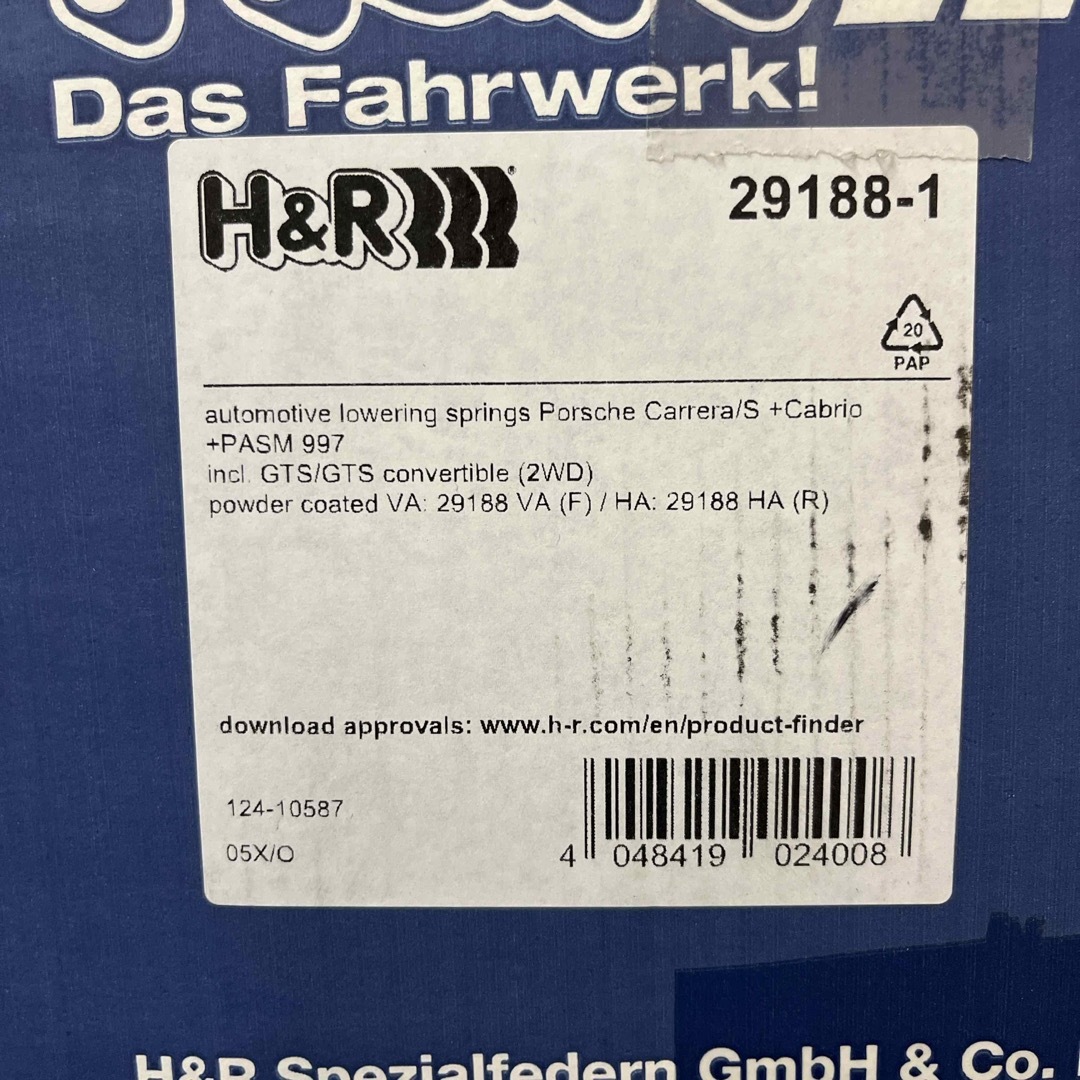 Das Fahrwerk!
H&R®
29188-1
20
PAP
automotive lowering springs Porsche Carrera/S +Cabrio
+PASM 997
incl. GTS/GTS convertible (2WD)
powder coated VA: 29188 VA (F) / HA: 29188 HA (R)
download approvals: www.h-r.com/en/product-finder
124-10587
05X/O
4 048419 024008
H&R Spezialfedern GmbH & Co.